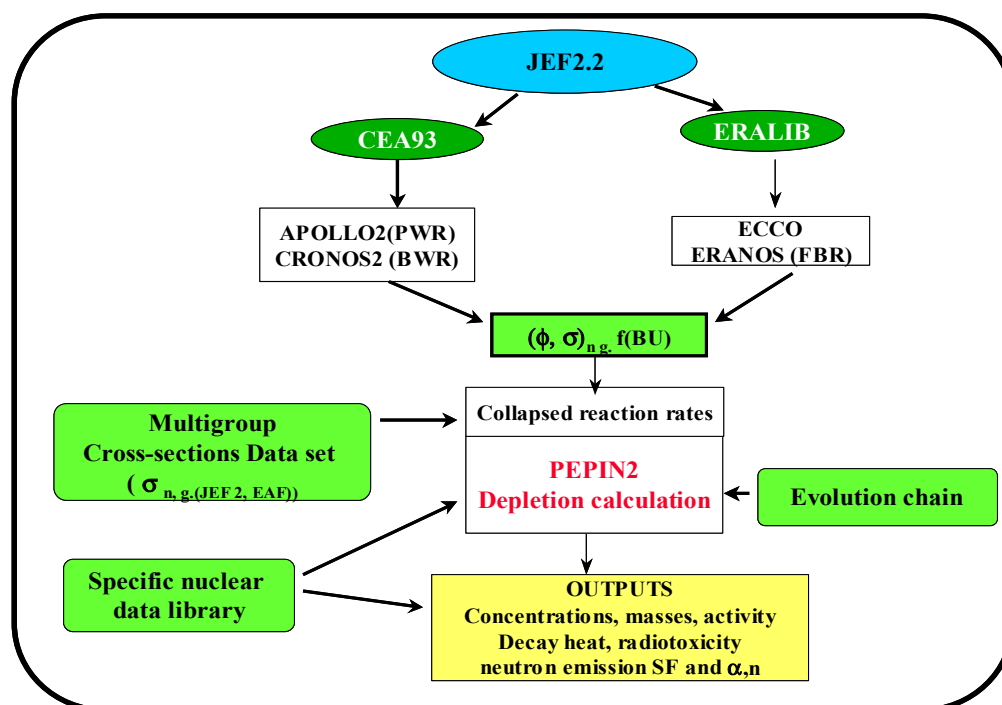 JEF2.2
CEA93
ERALIB
APOLLO2(PWR)
CRONOS2 (BWR)
ECCO
ERANOS (FBR)
(ϕ, σ)n g. f(BU)
Collapsed reaction rates
Multigroup
Cross-sections Data set
( σ n, g.(JEF 2, EAF))
PEPIN2
Depletion calculation
Evolution chain
Specific nuclear
data library
OUTPUTS
Concentrations, masses, activity
Decay heat, radiotoxicity
neutron emission SF and α,n